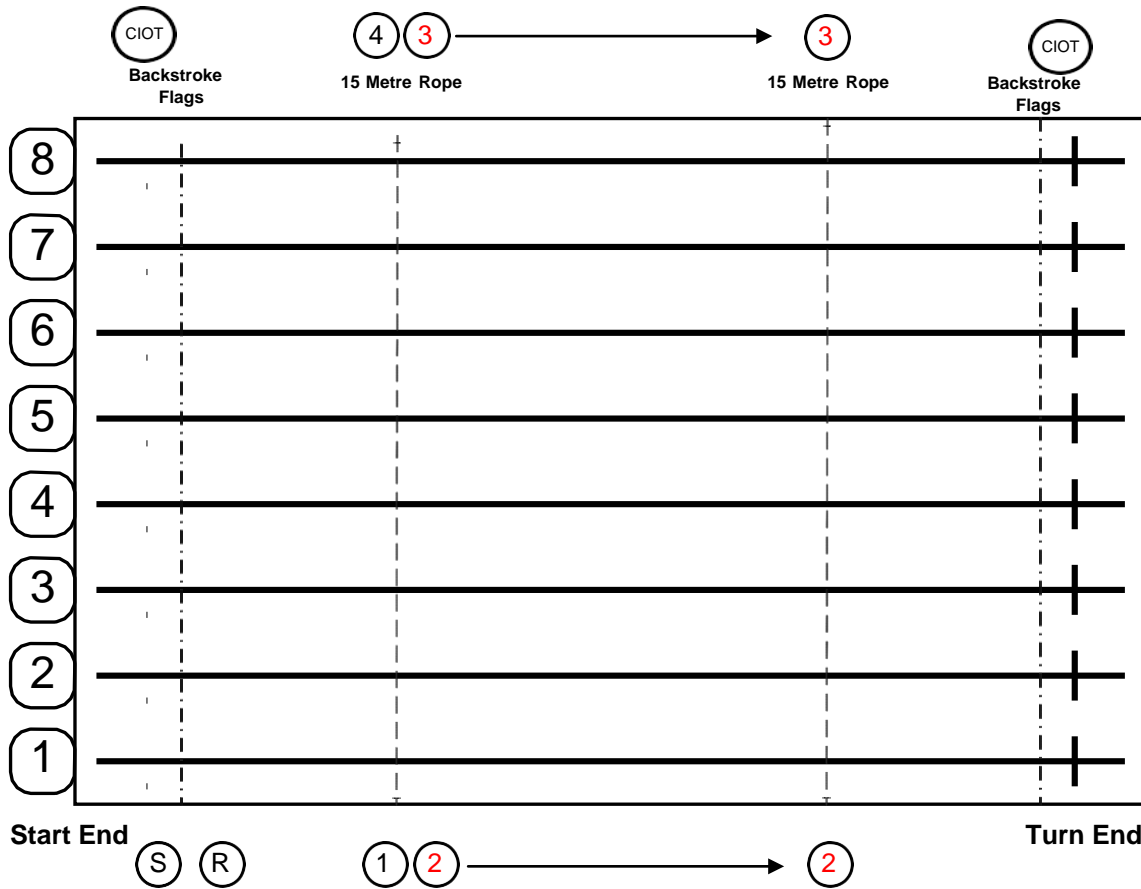 CIOT
4 3
3
CIOT
Backstroke
Flags
15 Metre Rope
15 Metre Rope
Backstroke
Flags
8
7
6
5
4
3
2
1
Start End
Turn End
S R
1 2
2